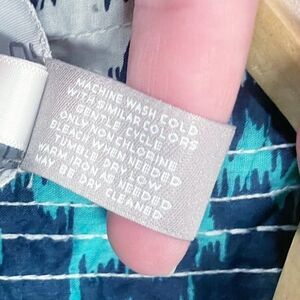 MACHINE WASH, COLD
WITH SIMILAR COLORS
GENTLE CYCLE
ONLY NON CHLORINE
BLEACH WHEN NEEDED
TUMBLE DRY LOW
WARM IRON AS NEEDED
MAY BE DRY CLEANED